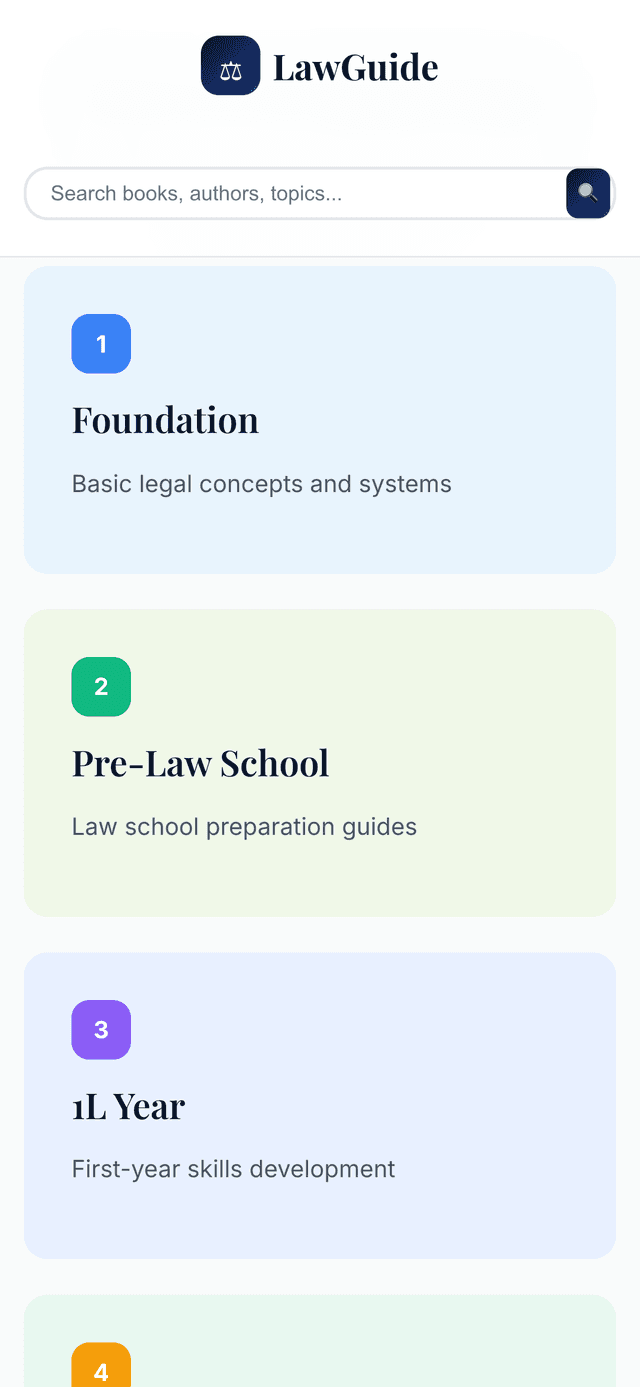 LawGuide
Search books, authors, topics...
1
Foundation
Basic legal concepts and systems
2
Pre-Law School
Law school preparation guides
3
1L Year
First-year skills development
4